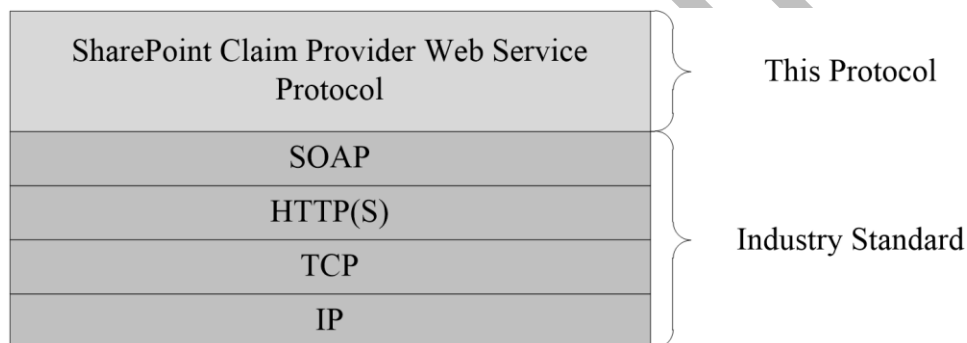 SharePoint Claim Provider Web Service
Protocol
This Protocol
SOAP
HTTP(S)
TCP
IP
Industry Standard